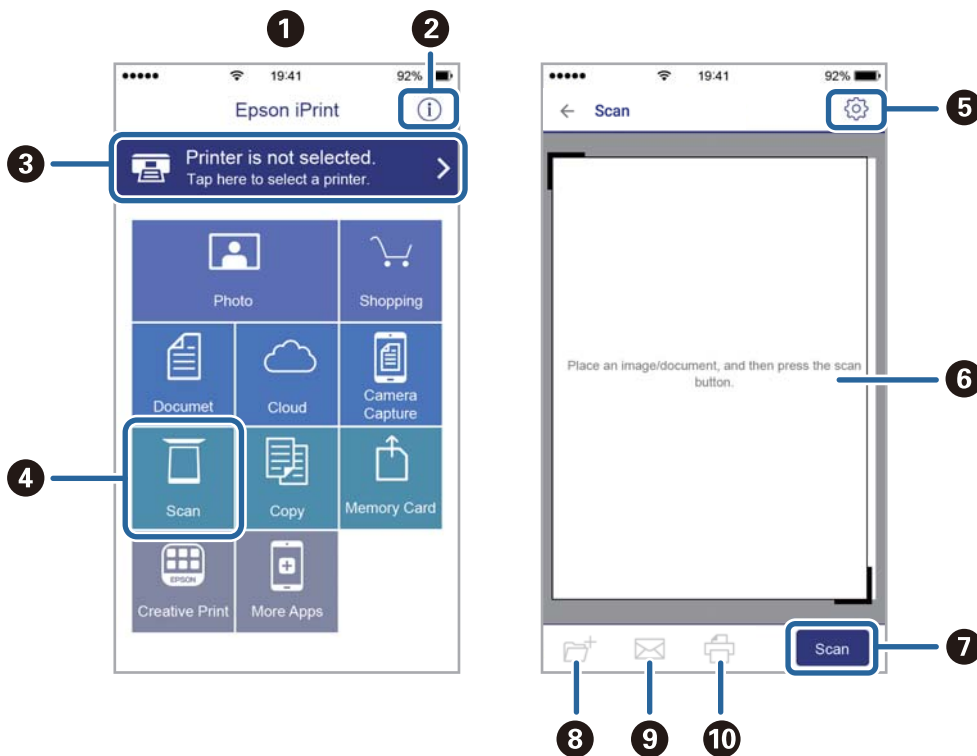 1
2
19:41
92%
Epson iPrint
i
3
Printer is not selected.
Tap here to select a printer.
Photo
Shopping
Documet
Cloud
Camera
Capture
4
Scan
Copy
Memory Card
EPSON
Creative Print
More Apps
19:41
92%
Scan
5
Place an image/document, and then press the scan
button.
6
Scan
7
8
9
10